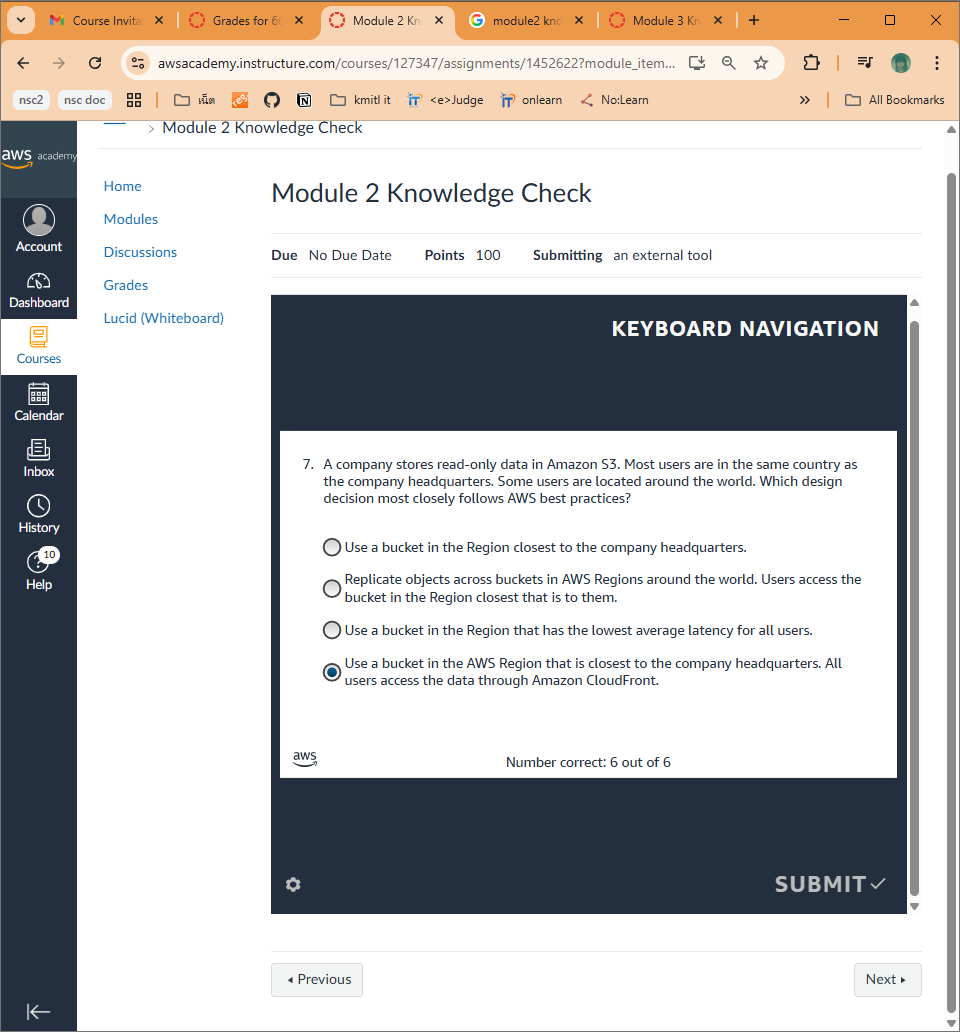 Course Invita
Grades for 66
Module 2 Kn
module2 kno
Module 3 Kn
awsacademy.instructure.com/courses/127347/assignments/1452622?module_item...
nsc2
nsc doc
เน็ต
kmitl it
<e>Judge
onlearn
No:Learn
»
All Bookmarks
aws academy
> Module 2 Knowledge Check
Account
Dashboard
Courses
Calendar
Inbox
History
10
Help
Home
Modules
Discussions
Grades
Lucid (Whiteboard)
Module 2 Knowledge Check
Due No Due Date Points 100 Submitting an external tool
KEYBOARD NAVIGATION
7. A company stores read-only data in Amazon S3. Most users are in the same country as
the company headquarters. Some users are located around the world. Which design
decision most closely follows AWS best practices?
Use a bucket in the Region closest to the company headquarters.
Replicate objects across buckets in AWS Regions around the world. Users access the
bucket in the Region closest that is to them.
Use a bucket in the Region that has the lowest average latency for all users.
Use a bucket in the AWS Region that is closest to the company headquarters. All
users access the data through Amazon CloudFront.
aws
Number correct: 6 out of 6
SUBMIT
Previous
Next